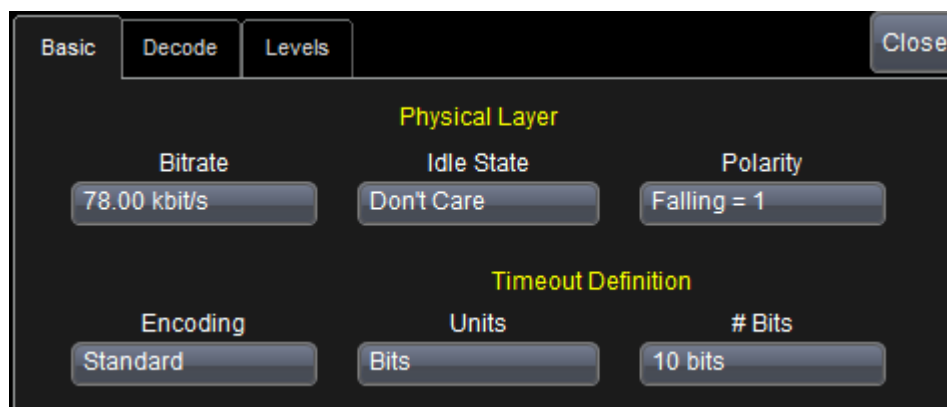 Basic Decode Levels Close
Physical Layer
Bitrate Idle State Polarity
78.00 kbit/s Don't Care Falling = 1
Timeout Definition
Encoding Units # Bits
Standard Bits 10 bits